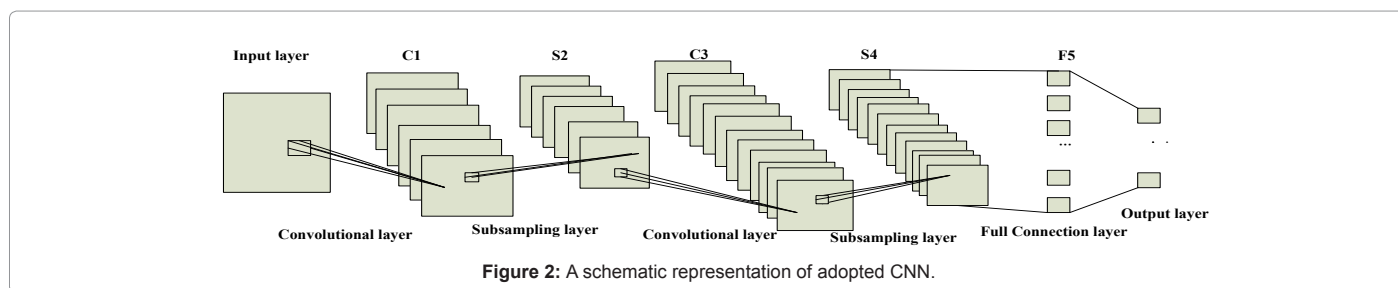 Input layer C1 S2 C3 S4 F5
... . .
Output layer
Convolutional layer Subsampling layer Convolutional layer Subsampling layer Full Connection layer
Figure 2: A schematic representation of adopted CNN.